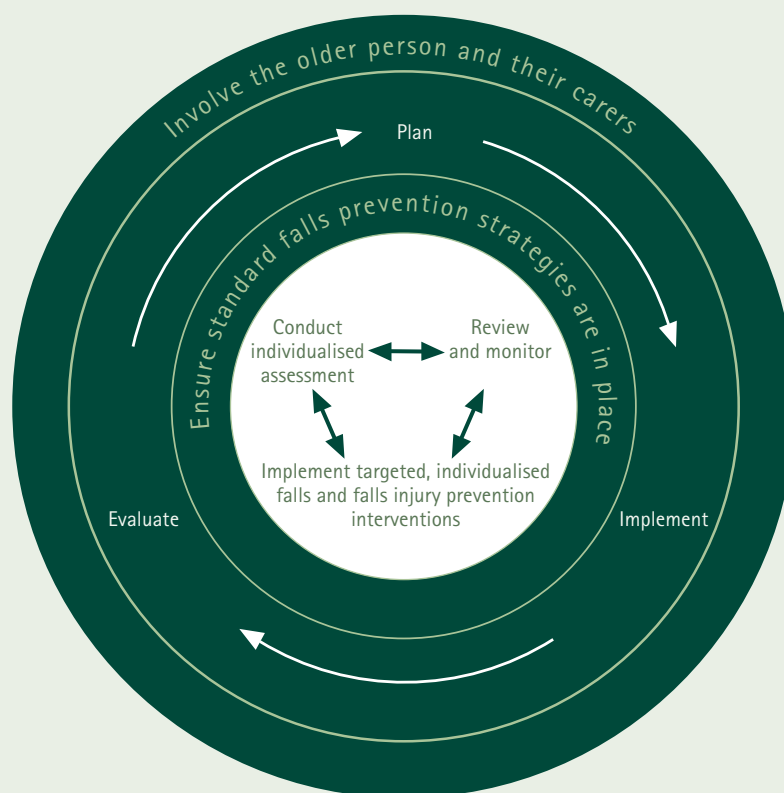 Involve the older person and their carers
Plan
Ensure standard falls prevention strategies are in place
Conduct
individualised
assessment
Review
and monitor
Implement targeted, individualised
falls and falls injury prevention
interventions
Evaluate
Implement